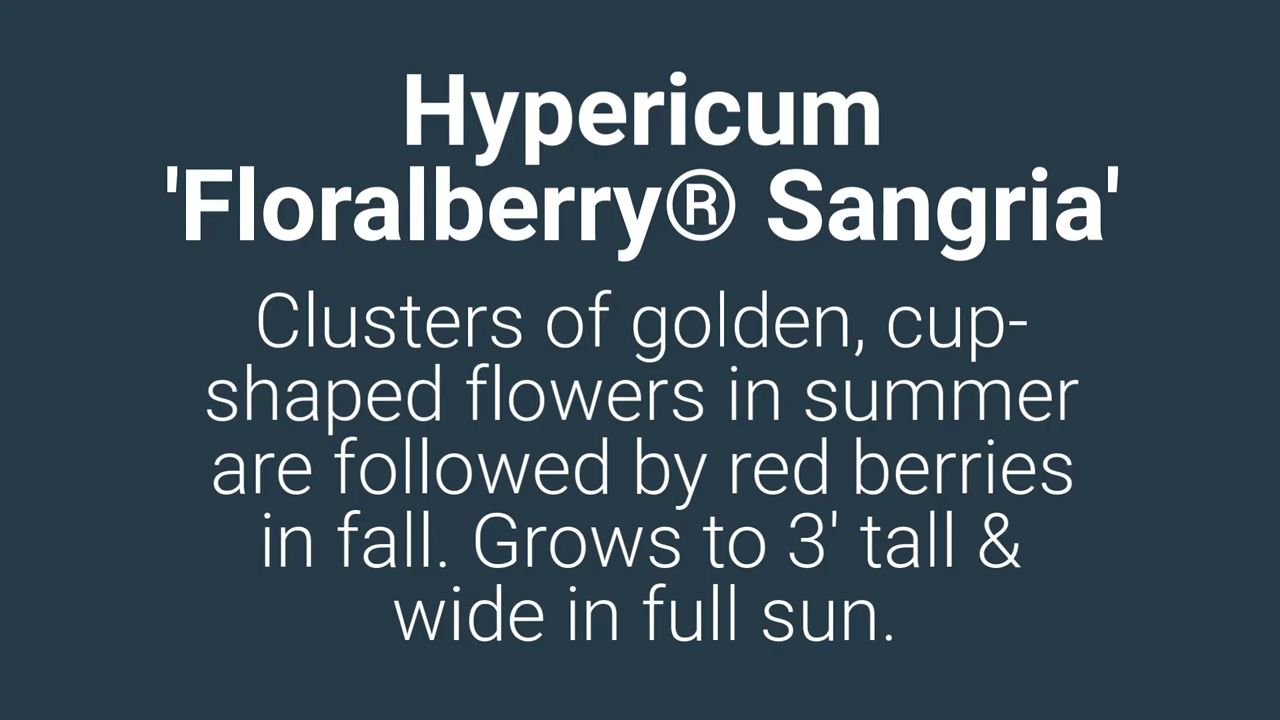 Hypericum
'Floralberry® Sangria'
Clusters of golden, cup-
shaped flowers in summer
are followed by red berries
in fall. Grows to 3' tall &
wide in full sun.